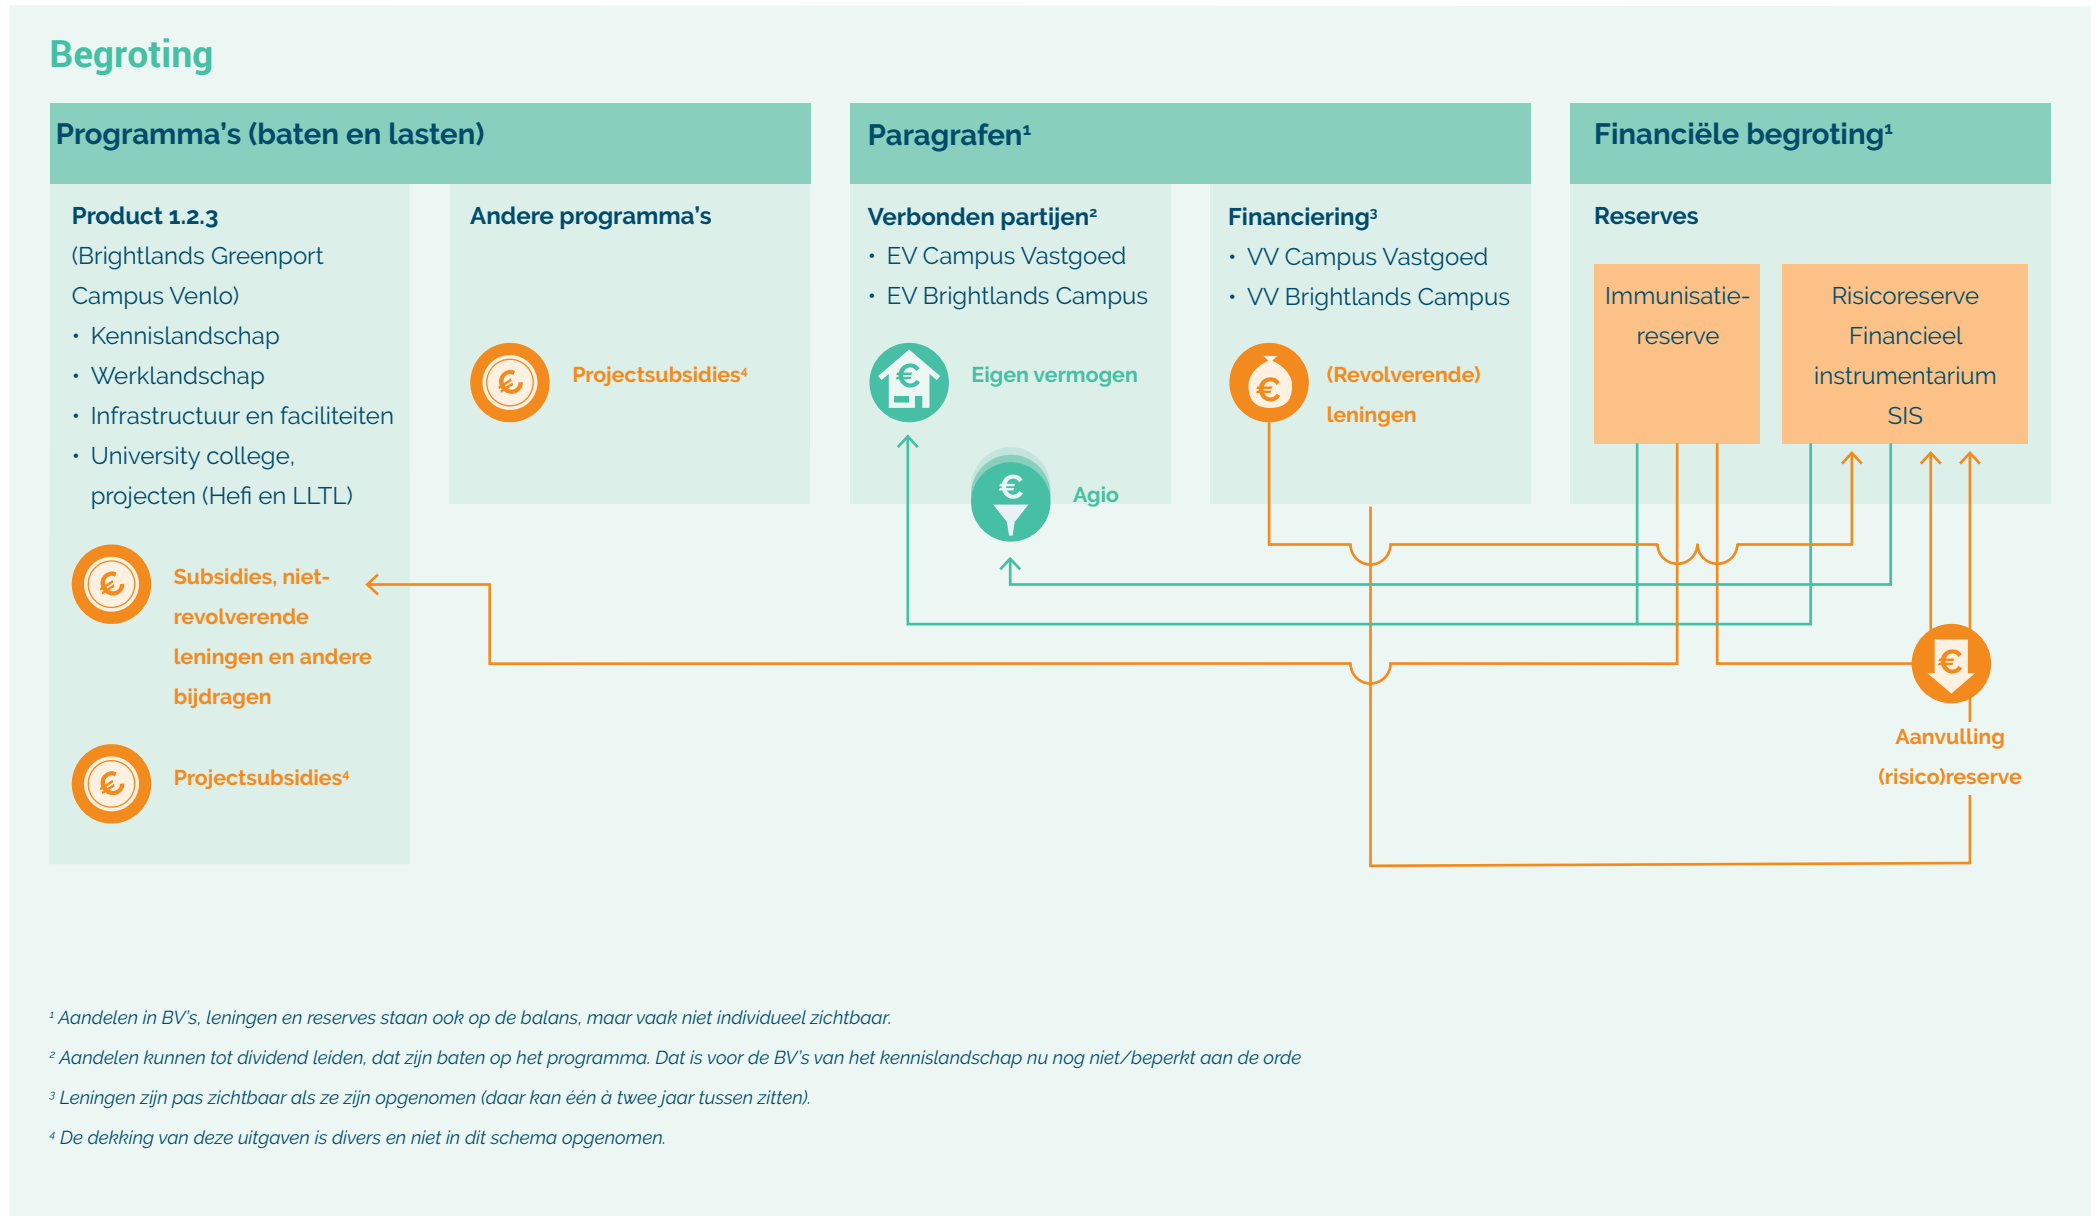 Begroting
Programma's (baten en lasten)
Product 1.2.3
(Brightlands Greenport
Campus Venlo)
• Kennislandschap
• Werklandschap
• Infrastructuur en faciliteiten
• University college,
projecten (Hefi en LLTL)
Subsidies, niet-
revolverende
leningen en andere
bijdragen
Projectsubsidies⁴
Andere programma's
Projectsubsidies⁴
Paragrafen¹
Verbonden partijen²
• EV Campus Vastgoed
• EV Brightlands Campus
Eigen vermogen
Agio
Financiering³
• VV Campus Vastgoed
• VV Brightlands Campus
(Revolverende)
leningen
Financiële begroting¹
Reserves
Immunisatie-
reserve
Risicoreserve
Financieel
instrumentarium
SIS
Aanvulling
(risico)reserve
¹ Aandelen in BV's, leningen en reserves staan ook op de balans, maar vaak niet individueel zichtbaar.
² Aandelen kunnen tot dividend leiden, dat zijn baten op het programma. Dat is voor de BV's van het kennislandschap nu nog niet/beperkt aan de orde
³ Leningen zijn pas zichtbaar als ze zijn opgenomen (daar kan één à twee jaar tussen zitten).
⁴ De dekking van deze uitgaven is divers en niet in dit schema opgenomen.